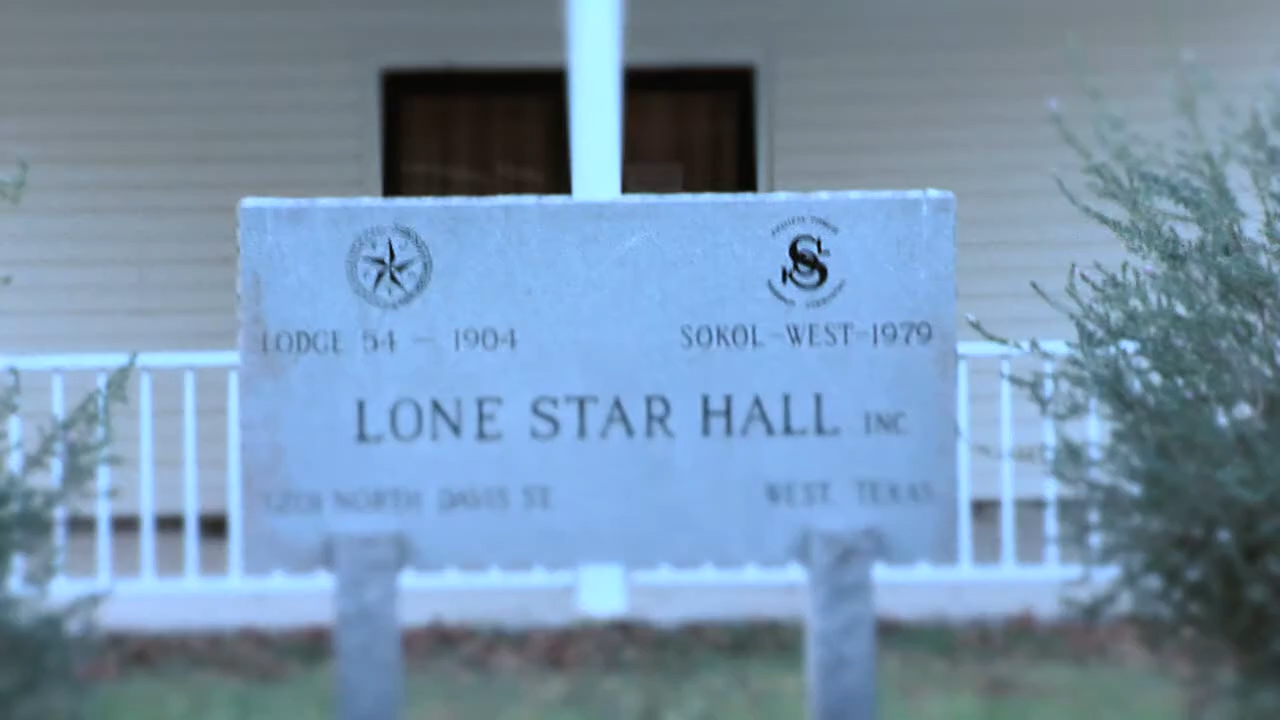 LODGE 54 - 1904
SOKOL-WEST-1979
LONE STAR HALL INC
NORTH DAVIS ST.
WEST, TEXAS